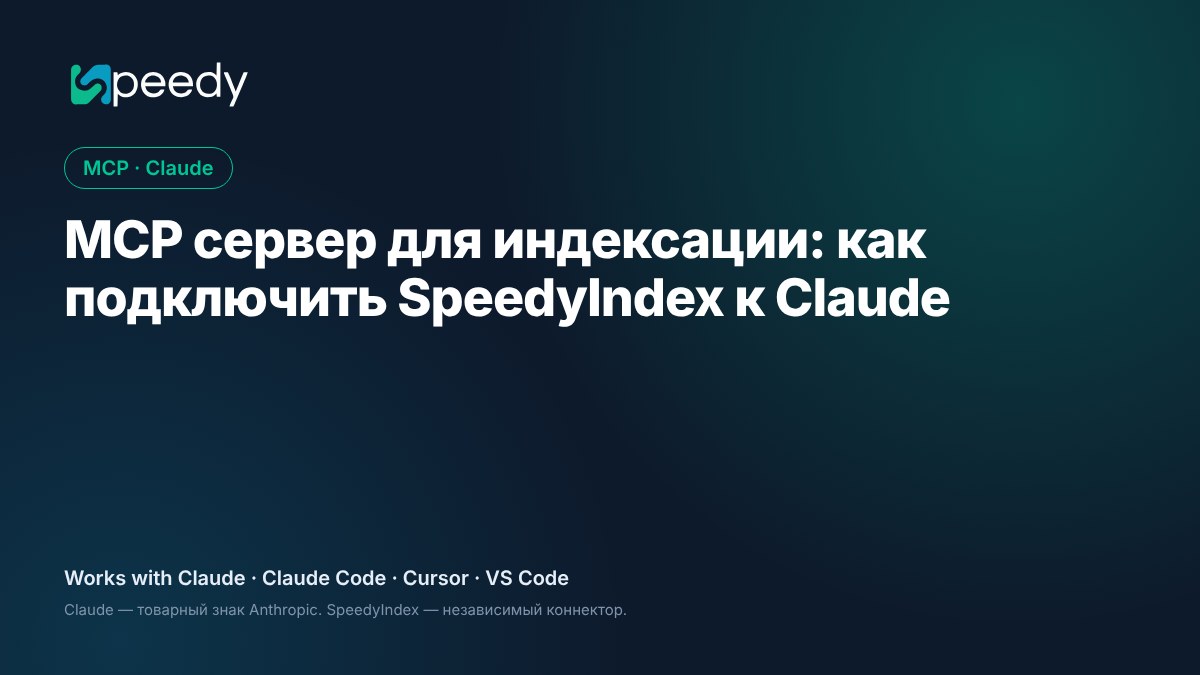 Speedy
MCP · Claude
MCP сервер для индексации: как
подключить SpeedyIndex к Claude
Works with Claude · Claude Code · Cursor · VS Code
Claude — товарный знак Anthropic. SpeedyIndex — независимый коннектор.